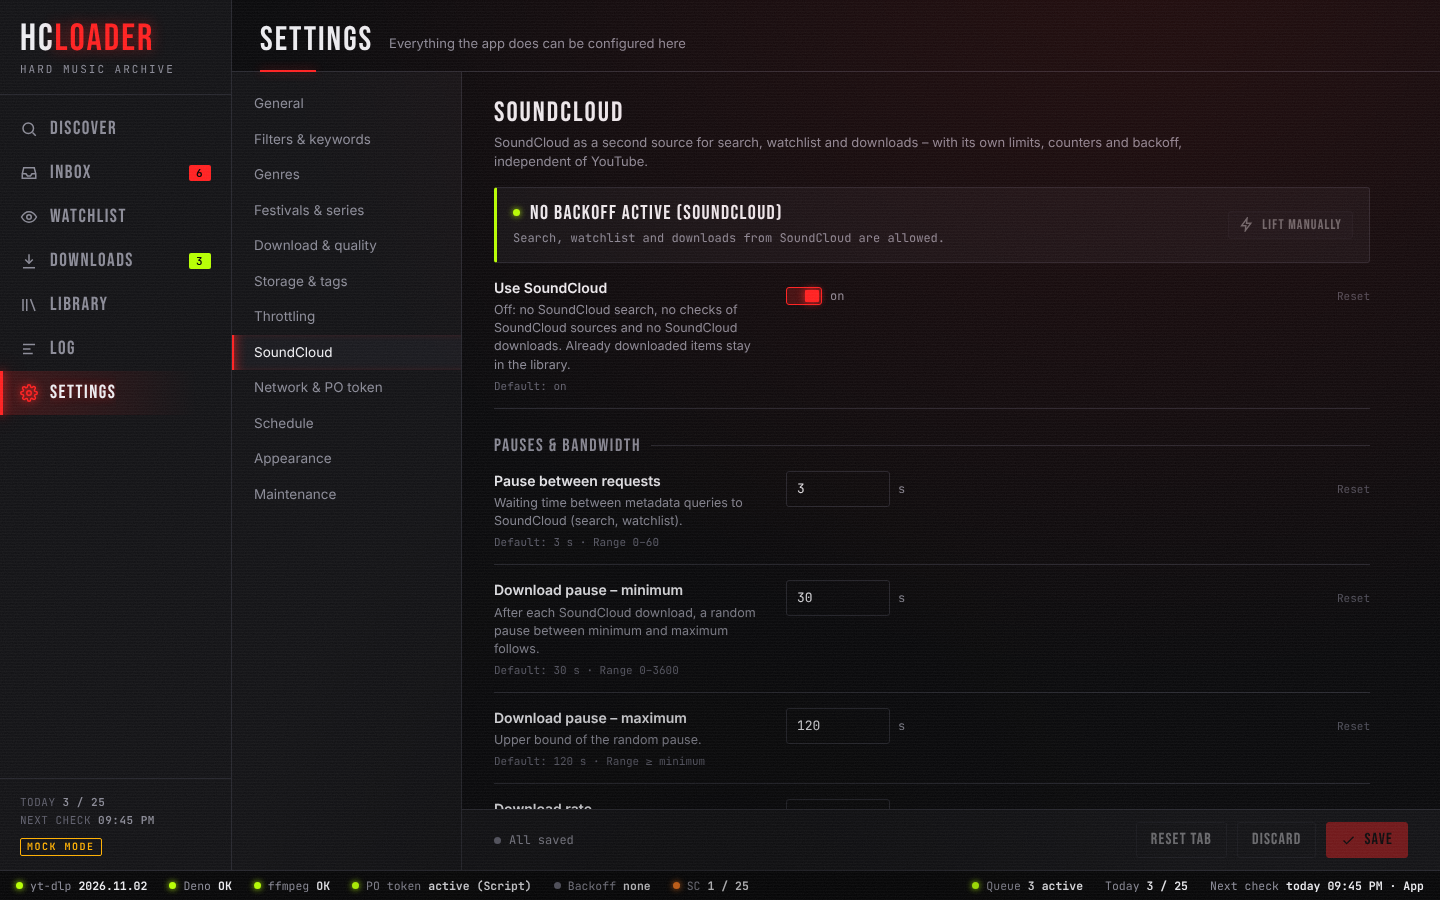 HCLOADER
HARD MUSIC ARCHIVE
DISCOVER
INBOX 6
WATCHLIST
DOWNLOADS 3
LIBRARY
LOG
SETTINGS
TODAY 3 / 25
NEXT CHECK 09:45 PM
MOCK MODE
SETTINGS Everything the app does can be configured here
General
Filters & keywords
Genres
Festivals & series
Download & quality
Storage & tags
Throttling
SoundCloud
Network & PO token
Schedule
Appearance
Maintenance
SOUNDCLOUD
SoundCloud as a second source for search, watchlist and downloads – with its own limits, counters and backoff,
independent of YouTube.
NO BACKOFF ACTIVE (SOUNDCLOUD)
Search, watchlist and downloads from SoundCloud are allowed.
LIFT MANUALLY
Use SoundCloud on Reset
Off: no SoundCloud search, no checks of
SoundCloud sources and no SoundCloud
downloads. Already downloaded items stay
in the library.
Default: on
PAUSES & BANDWIDTH
Pause between requests 3 s Reset
Waiting time between metadata queries to
SoundCloud (search, watchlist).
Default: 3 s · Range 0–60
Download pause – minimum 30 s Reset
After each SoundCloud download, a random
pause between minimum and maximum
follows.
Default: 30 s · Range 0–3600
Download pause – maximum 120 s Reset
Upper bound of the random pause.
Default: 120 s · Range ≥ minimum
Download rate
All saved RESET TAB DISCARD SAVE
yt-dlp 2026.11.02 Deno OK ffmpeg OK PO token active (Script) Backoff none SC 1 / 25 Queue 3 active Today 3 / 25 Next check today 09:45 PM · App